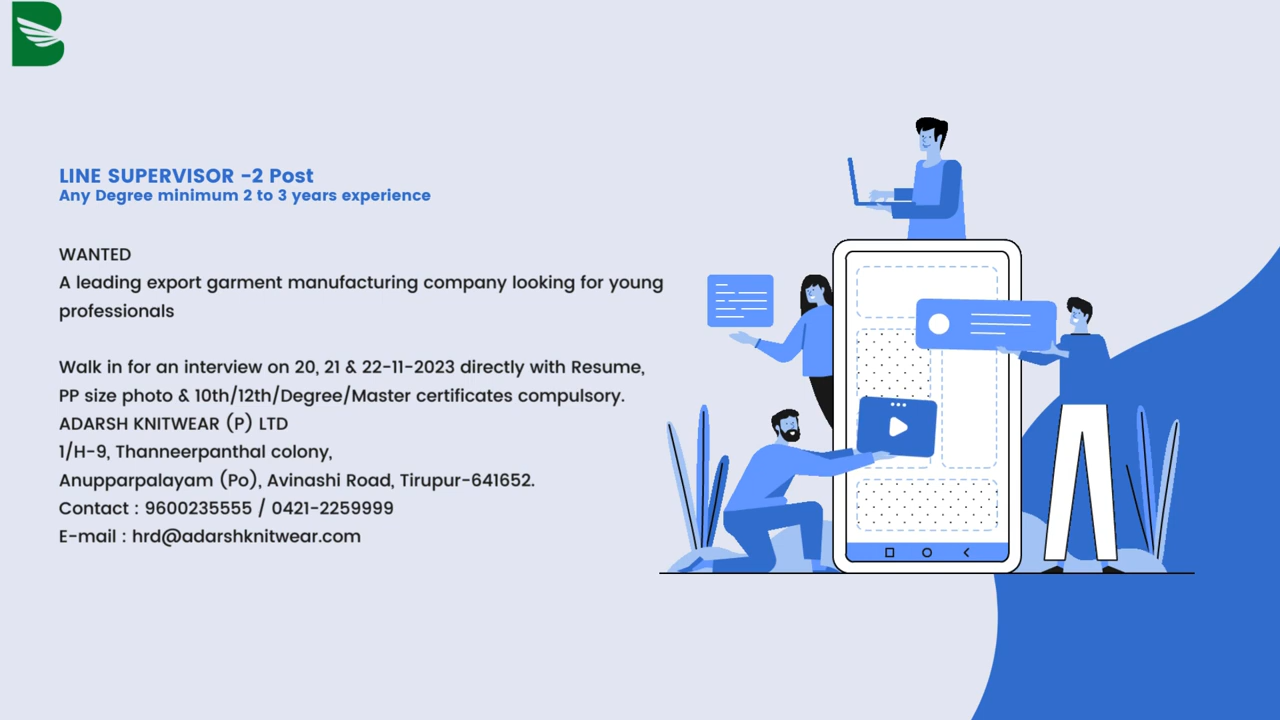 B
LINE SUPERVISOR -2 Post
Any Degree minimum 2 to 3 years experience
WANTED
A leading export garment manufacturing company looking for young
professionals
Walk in for an interview on 20, 21 & 22-11-2023 directly with Resume,
PP size photo & 10th/12th/Degree/Master certificates compulsory.
ADARSH KNITWEAR (P) LTD
1/H-9, Thanneerpanthal colony,
Anupparpalayam (Po), Avinashi Road, Tirupur-641652.
Contact : 9600235555 / 0421-2259999
E-mail : hrd@adarshknitwear.com